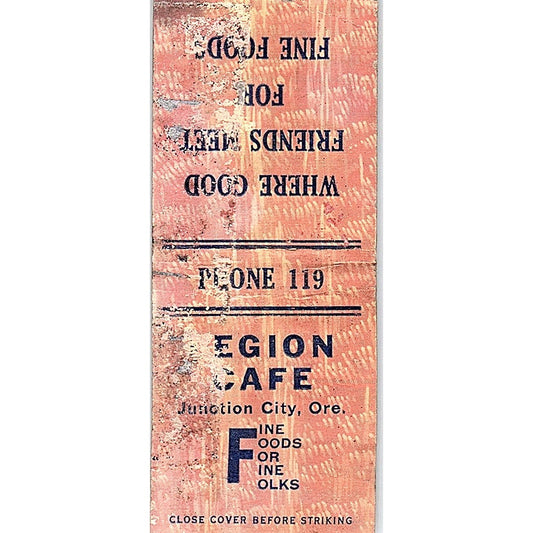 WHERE GOOD
FRIENDS MEET
FOR
FINE FOODS
PHONE 119
LEGION
CAFE
Junction City, Ore.
FINE
FOODS
FOR
FINE
FOLKS
CLOSE COVER BEFORE STRIKING